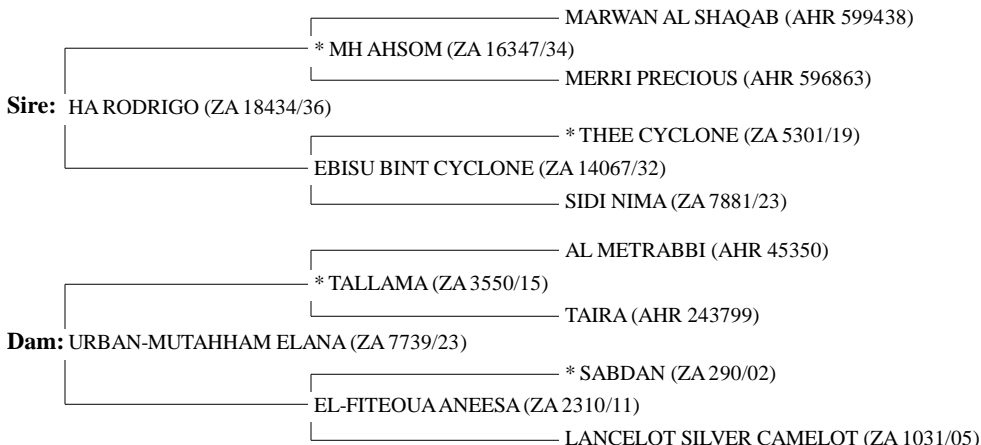 MARWAN AL SHAQAB (AHR 599438)
* MH AHSOM (ZA 16347/34)
MERRI PRECIOUS (AHR 596863)
Sire: HA RODRIGO (ZA 18434/36)
* THEE CYCLONE (ZA 5301/19)
EBISU BINT CYCLONE (ZA 14067/32)
SIDI NIMA (ZA 7881/23)
AL METRABBI (AHR 45350)
* TALLAMA (ZA 3550/15)
TAIRA (AHR 243799)
Dam: URBAN-MUTAHHAM ELANA (ZA 7739/23)
* SABDAN (ZA 290/02)
EL-FITEOUA ANEESA (ZA 2310/11)
LANCELOT SILVER CAMELOT (ZA 1031/05)